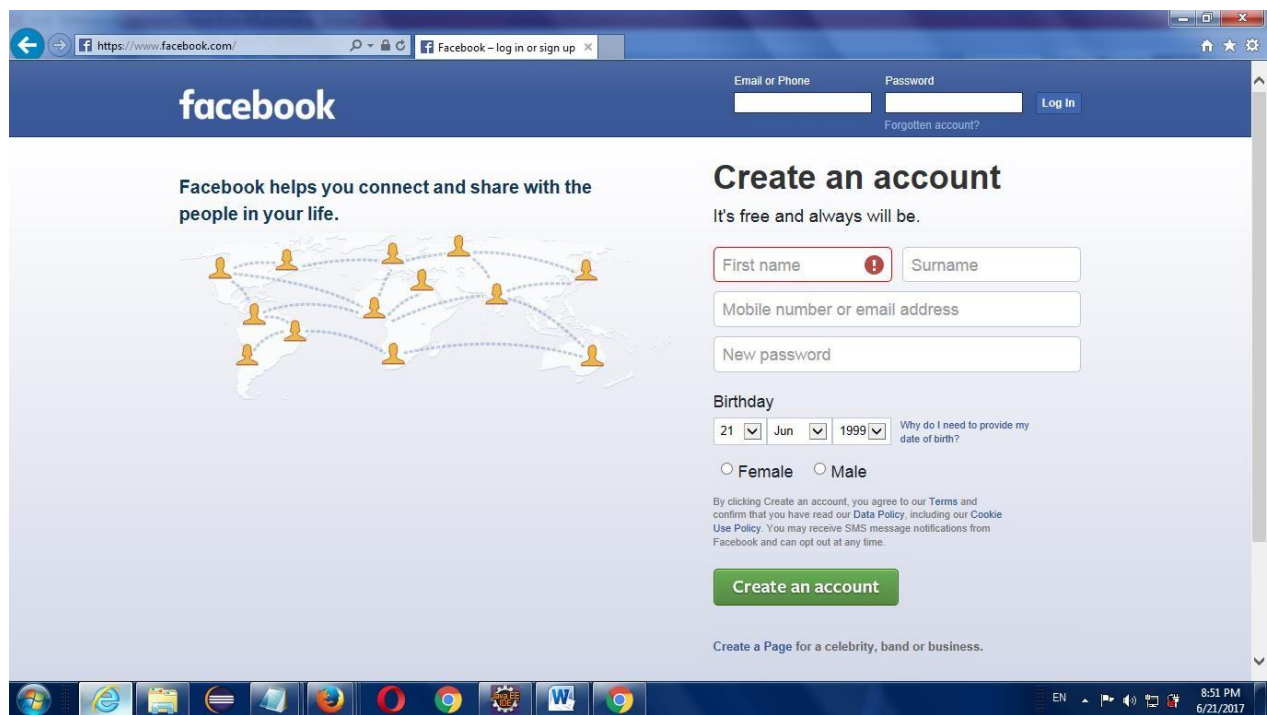 https://www.facebook.com/
Facebook – log in or sign up
facebook
Email or Phone
Password
Log In
Forgotten account?
Facebook helps you connect and share with the
people in your life.
Create an account
It's free and always will be.
First name
Surname
Mobile number or email address
New password
Birthday
21 Jun 1999
Why do I need to provide my
date of birth?
Female Male
By clicking Create an account, you agree to our Terms and
confirm that you have read our Data Policy, including our Cookie
Use Policy. You may receive SMS message notifications from
Facebook and can opt out at any time.
Create an account
Create a Page for a celebrity, band or business.
Java EE
IDE
W
EN
8:51 PM
6/21/2017